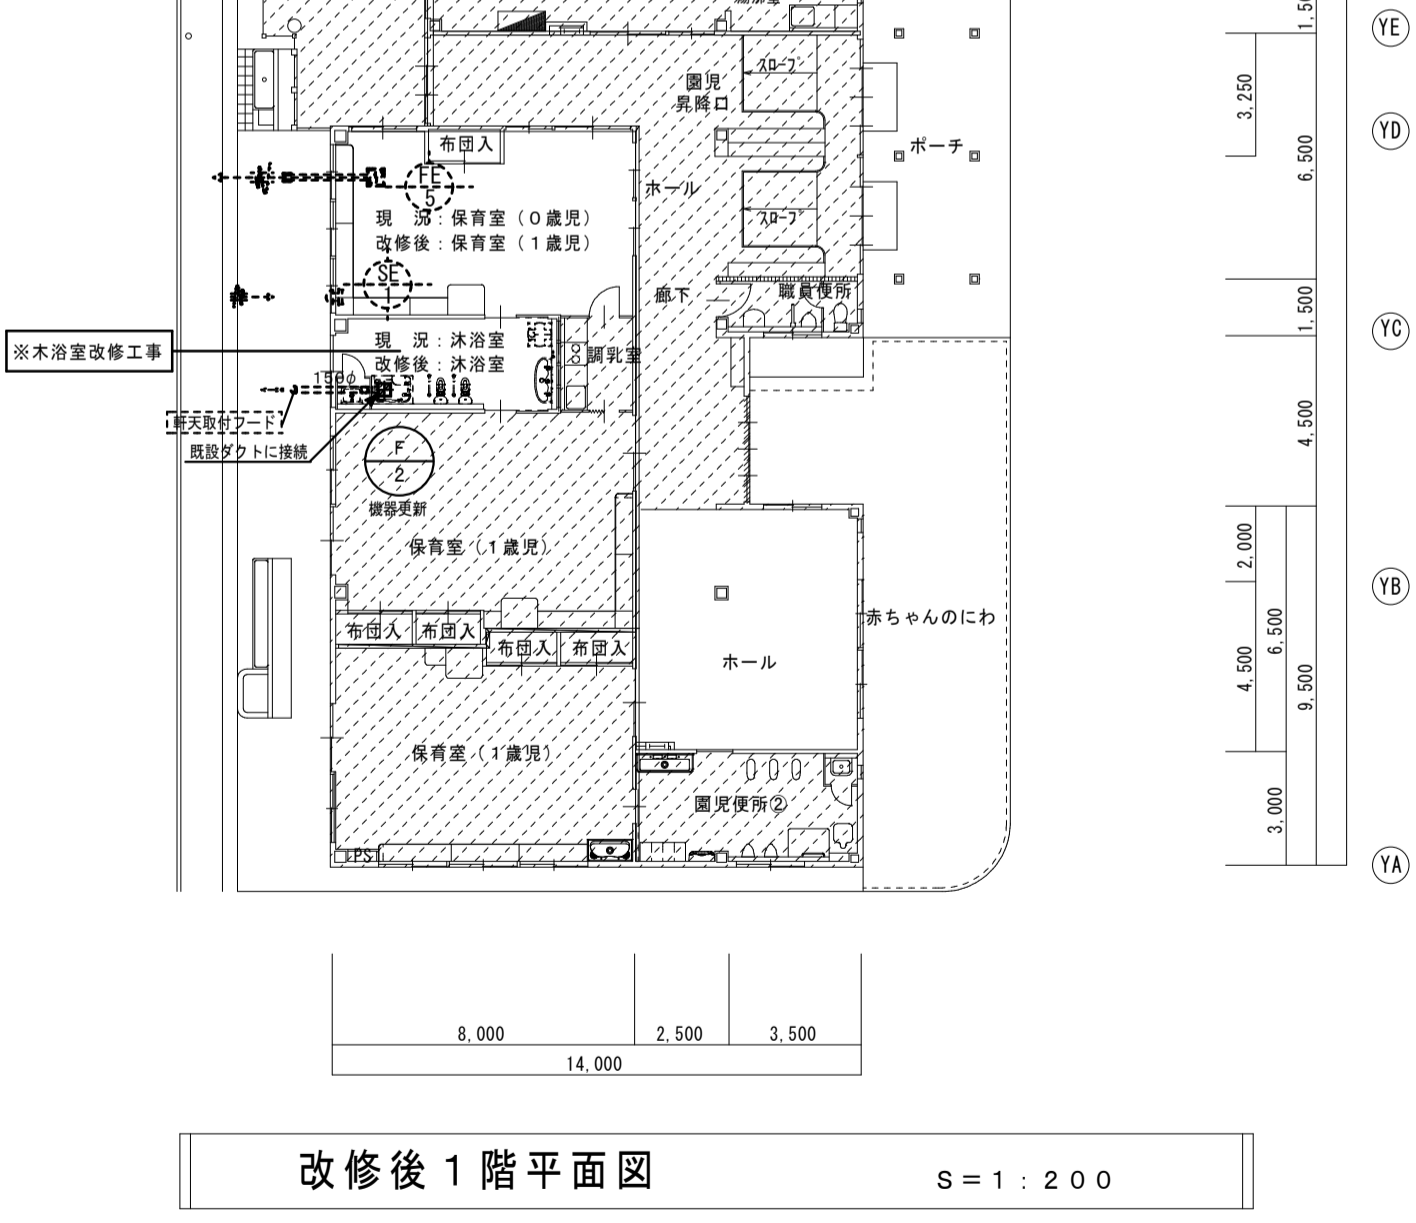 YE
1,50
スロープ
園児
昇降口
3,250
YD
布団入
ポーチ
6,500
FE
5
ホール
現　況：保育室（０歳児）
改修後：保育室（１歳児）
スロープ
SE
1
廊下
職員便所
1,500
YC
※木浴室改修工事
現　況：沐浴室
改修後：沐浴室
調乳室
150φ
軒天取付フード
既設ダクトに接続
4,500
F
2
機器更新
保育室（１歳児）
2,000
YB
布団入
布団入
布団入
布団入
赤ちゃんのにわ
ホール
4,500
6,500
9,500
保育室（１歳児）
園児便所②
3,000
PS
YA
8,000
2,500
3,500
14,000
改修後１階平面図
S＝１：２００